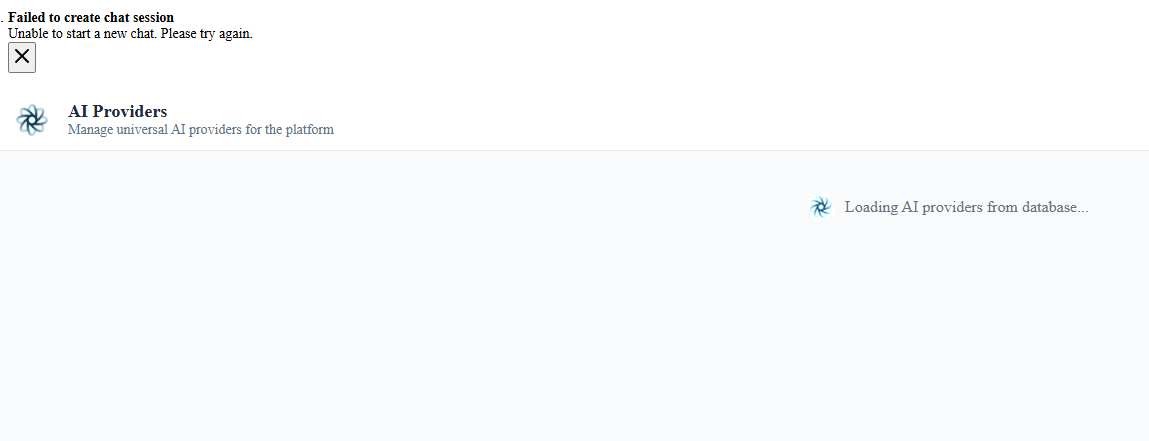 . Failed to create chat session
Unable to start a new chat. Please try again.
AI Providers
Manage universal AI providers for the platform
Loading AI providers from database...